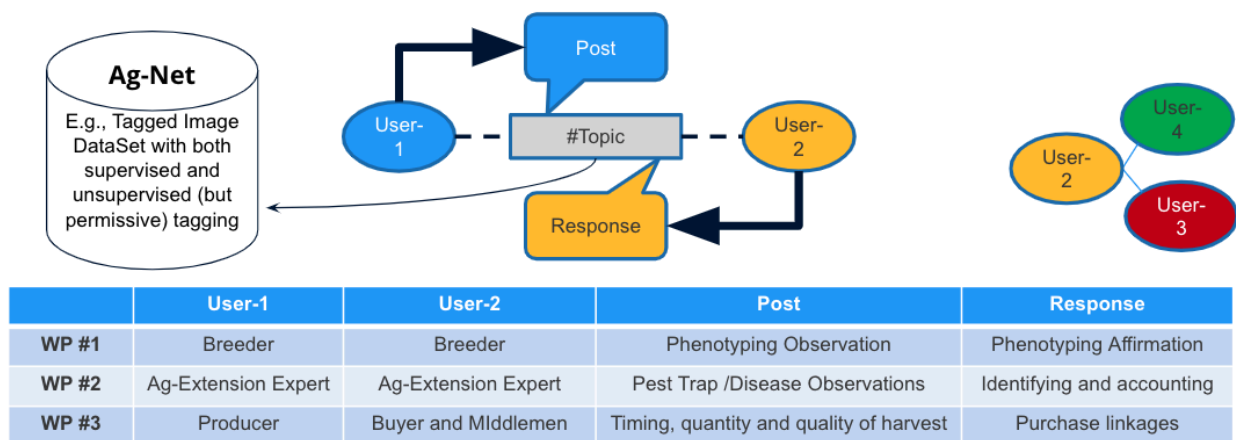 Ag-Net
E.g., Tagged Image
DataSet with both
supervised and
unsupervised (but
permissive) tagging
Post
User-
1
#Topic
User-
2
Response
User-
4
User-
2
User-
3
User-1 User-2 Post Response
WP #1 Breeder Breeder Phenotyping Observation Phenotyping Affirmation
WP #2 Ag-Extension Expert Ag-Extension Expert Pest Trap /Disease Observations Identifying and accounting
WP #3 Producer Buyer and MIddlemen Timing, quantity and quality of harvest Purchase linkages